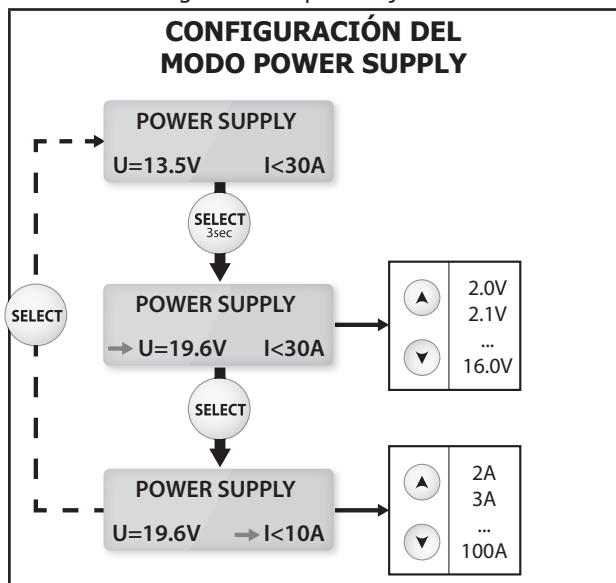 CONFIGURACIÓN DEL
MODO POWER SUPPLY
POWER SUPPLY
U=13.5V I<30A
SELECT
3sec
POWER SUPPLY
U=19.6V I<30A
2.0V
2.1V
...
16.0V
SELECT
SELECT
POWER SUPPLY
U=19.6V I<10A
2A
3A
...
100A